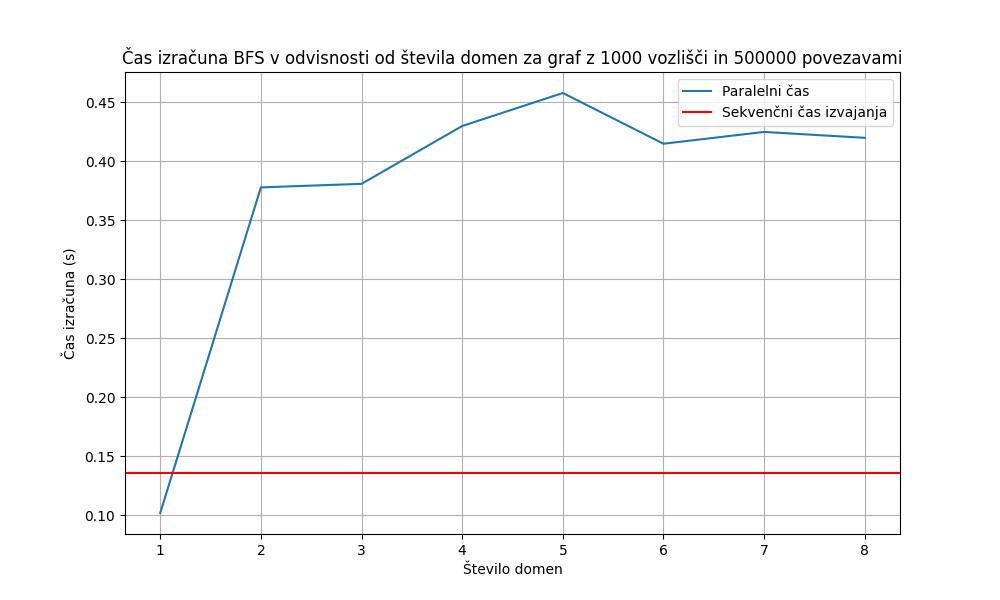 Čas izračuna BFS v odvisnosti od števila domen za graf z 1000 vozlišči in 500000 povezavami
Paralelni čas
Sekvenčni čas izvajanja
0.45
0.40
0.35
0.30
0.25
0.20
0.15
0.10
Čas izračuna (s)
1 2 3 4 5 6 7 8
Število domen